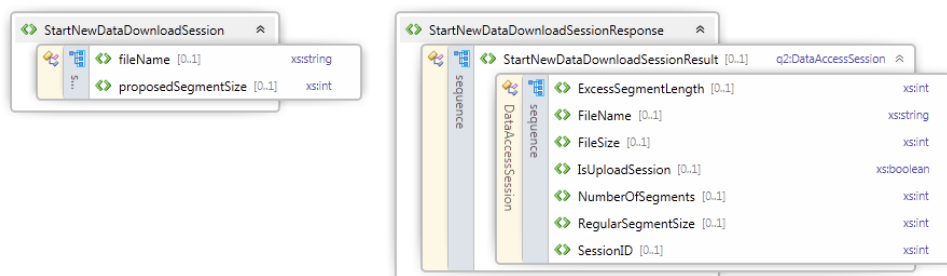 StartNewDataDownloadSession
s...
fileName [0..1] xs:string
proposedSegmentSize [0..1] xs:int
StartNewDataDownloadSessionResponse
sequence
StartNewDataDownloadSessionResult [0..1] q2:DataAccessSession
DataAccessSession
sequence
ExcessSegmentLength [0..1] xs:int
FileName [0..1] xs:string
FileSize [0..1] xs:int
IsUploadSession [0..1] xs:boolean
NumberOfSegments [0..1] xs:int
RegularSegmentSize [0..1] xs:int
SessionID [0..1] xs:int